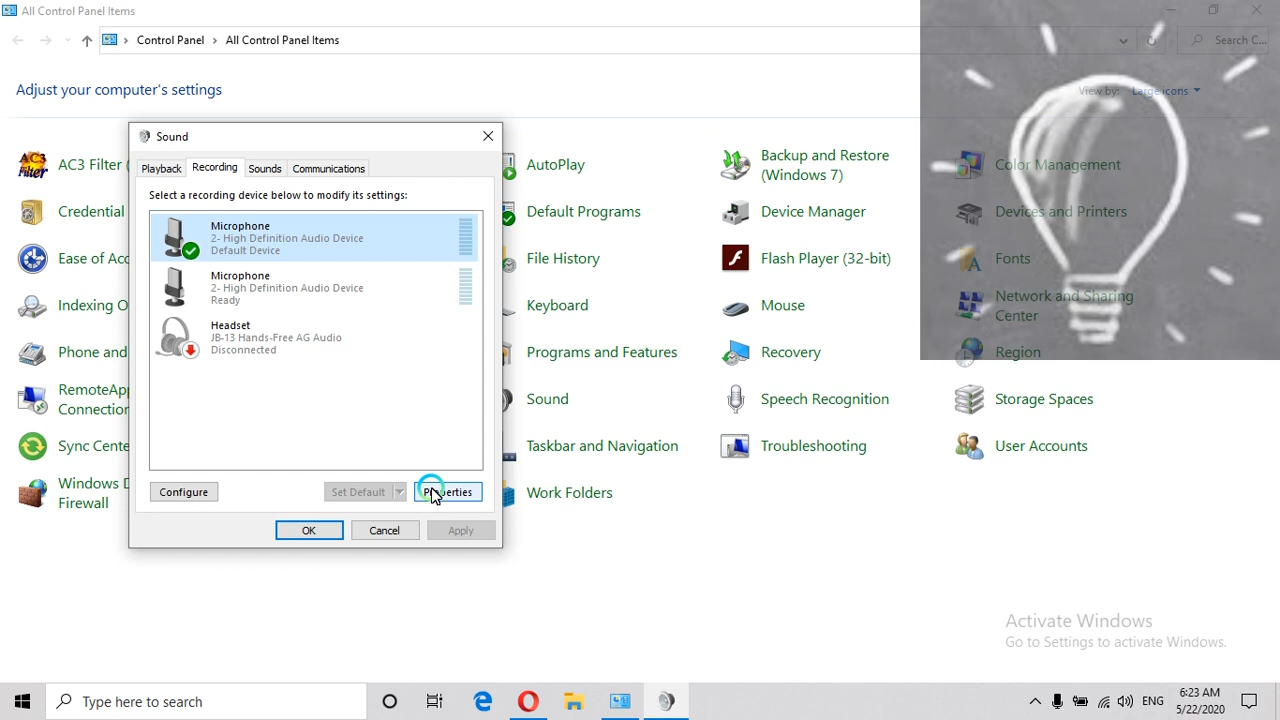 All Control Panel Items
Control Panel > All Control Panel Items
Search C...
Adjust your computer's settings
View by: Large icons
Sound
Playback Recording Sounds Communications
Select a recording device below to modify its settings:
Microphone
2- High Definition Audio Device
Default Device
Microphone
2- High Definition Audio Device
Ready
Headset
JB-13 Hands-Free AG Audio
Disconnected
Configure Set Default Properties
OK Cancel Apply
AC3 Filter (
Credential
Ease of Acc
Indexing O
Phone and
RemoteApp
Connection
Sync Cente
Windows D
Firewall
AutoPlay
Default Programs
File History
Keyboard
Programs and Features
Sound
Taskbar and Navigation
Work Folders
Backup and Restore
(Windows 7)
Device Manager
Flash Player (32-bit)
Mouse
Recovery
Speech Recognition
Troubleshooting
Color Management
Devices and Printers
Fonts
Network and Sharing
Center
Region
Storage Spaces
User Accounts
Activate Windows
Go to Settings to activate Windows.
Type here to search
ENG
6:23 AM
5/22/2020